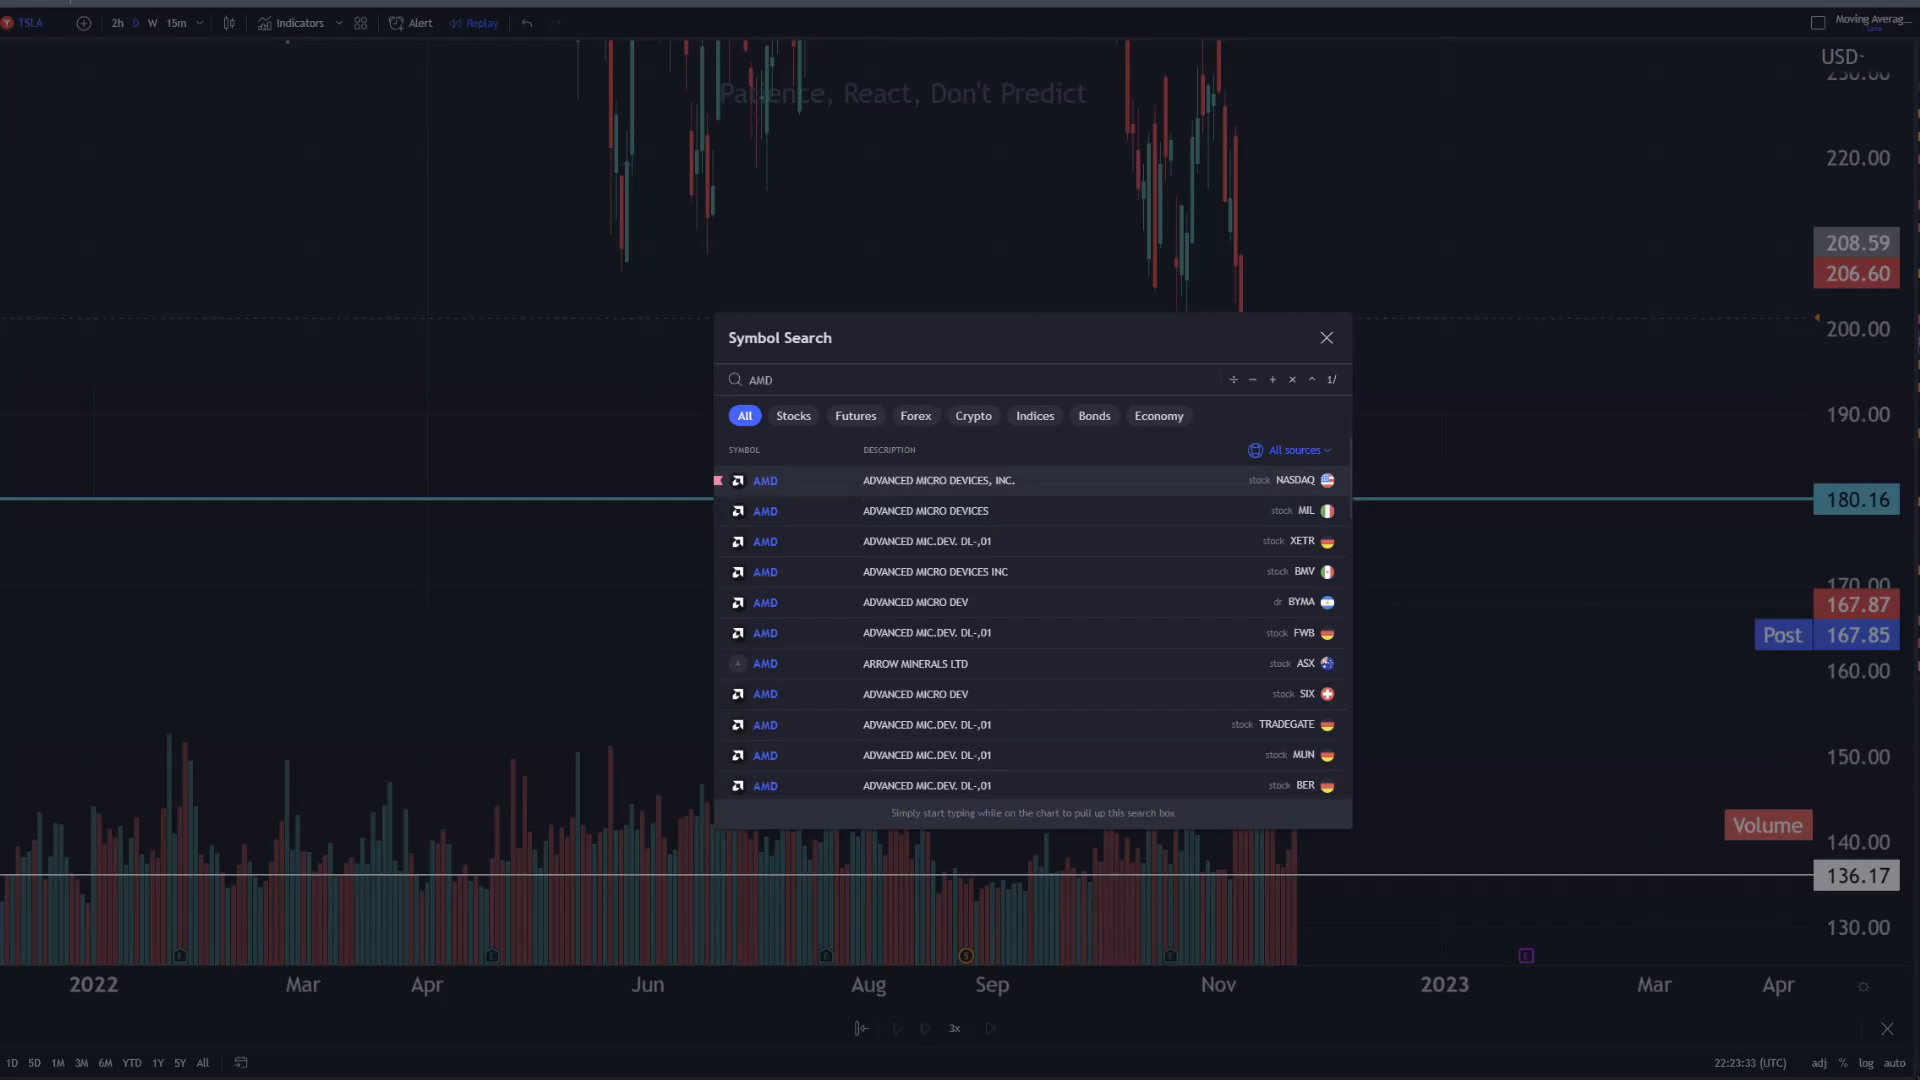 TSLA 2h D W 15m Indicators Alert Replay Moving Averag...
Save
Patience, React, Don't Predict
USD
230.00
220.00
208.59
206.60
200.00
190.00
180.16
170.00
167.87
Post 167.85
160.00
150.00
Volume
140.00
136.17
130.00
Symbol Search
AMD ÷ − + × ^ 1/
All Stocks Futures Forex Crypto Indices Bonds Economy
SYMBOL DESCRIPTION All sources
AMD ADVANCED MICRO DEVICES, INC. stock NASDAQ
AMD ADVANCED MICRO DEVICES stock MIL
AMD ADVANCED MIC.DEV. DL-,01 stock XETR
AMD ADVANCED MICRO DEVICES INC stock BMV
AMD ADVANCED MICRO DEV dr BYMA
AMD ADVANCED MIC.DEV. DL-,01 stock FWB
A AMD ARROW MINERALS LTD stock ASX
AMD ADVANCED MICRO DEV stock SIX
AMD ADVANCED MIC.DEV. DL-,01 stock TRADEGATE
AMD ADVANCED MIC.DEV. DL-,01 stock MUN
AMD ADVANCED MIC.DEV. DL-,01 stock BER
Simply start typing while on the chart to pull up this search box
E E E S E E
2022 Mar Apr Jun Aug Sep Nov 2023 Mar Apr
3x
1D 5D 1M 3M 6M YTD 1Y 5Y All 22:23:33 (UTC) adj % log auto